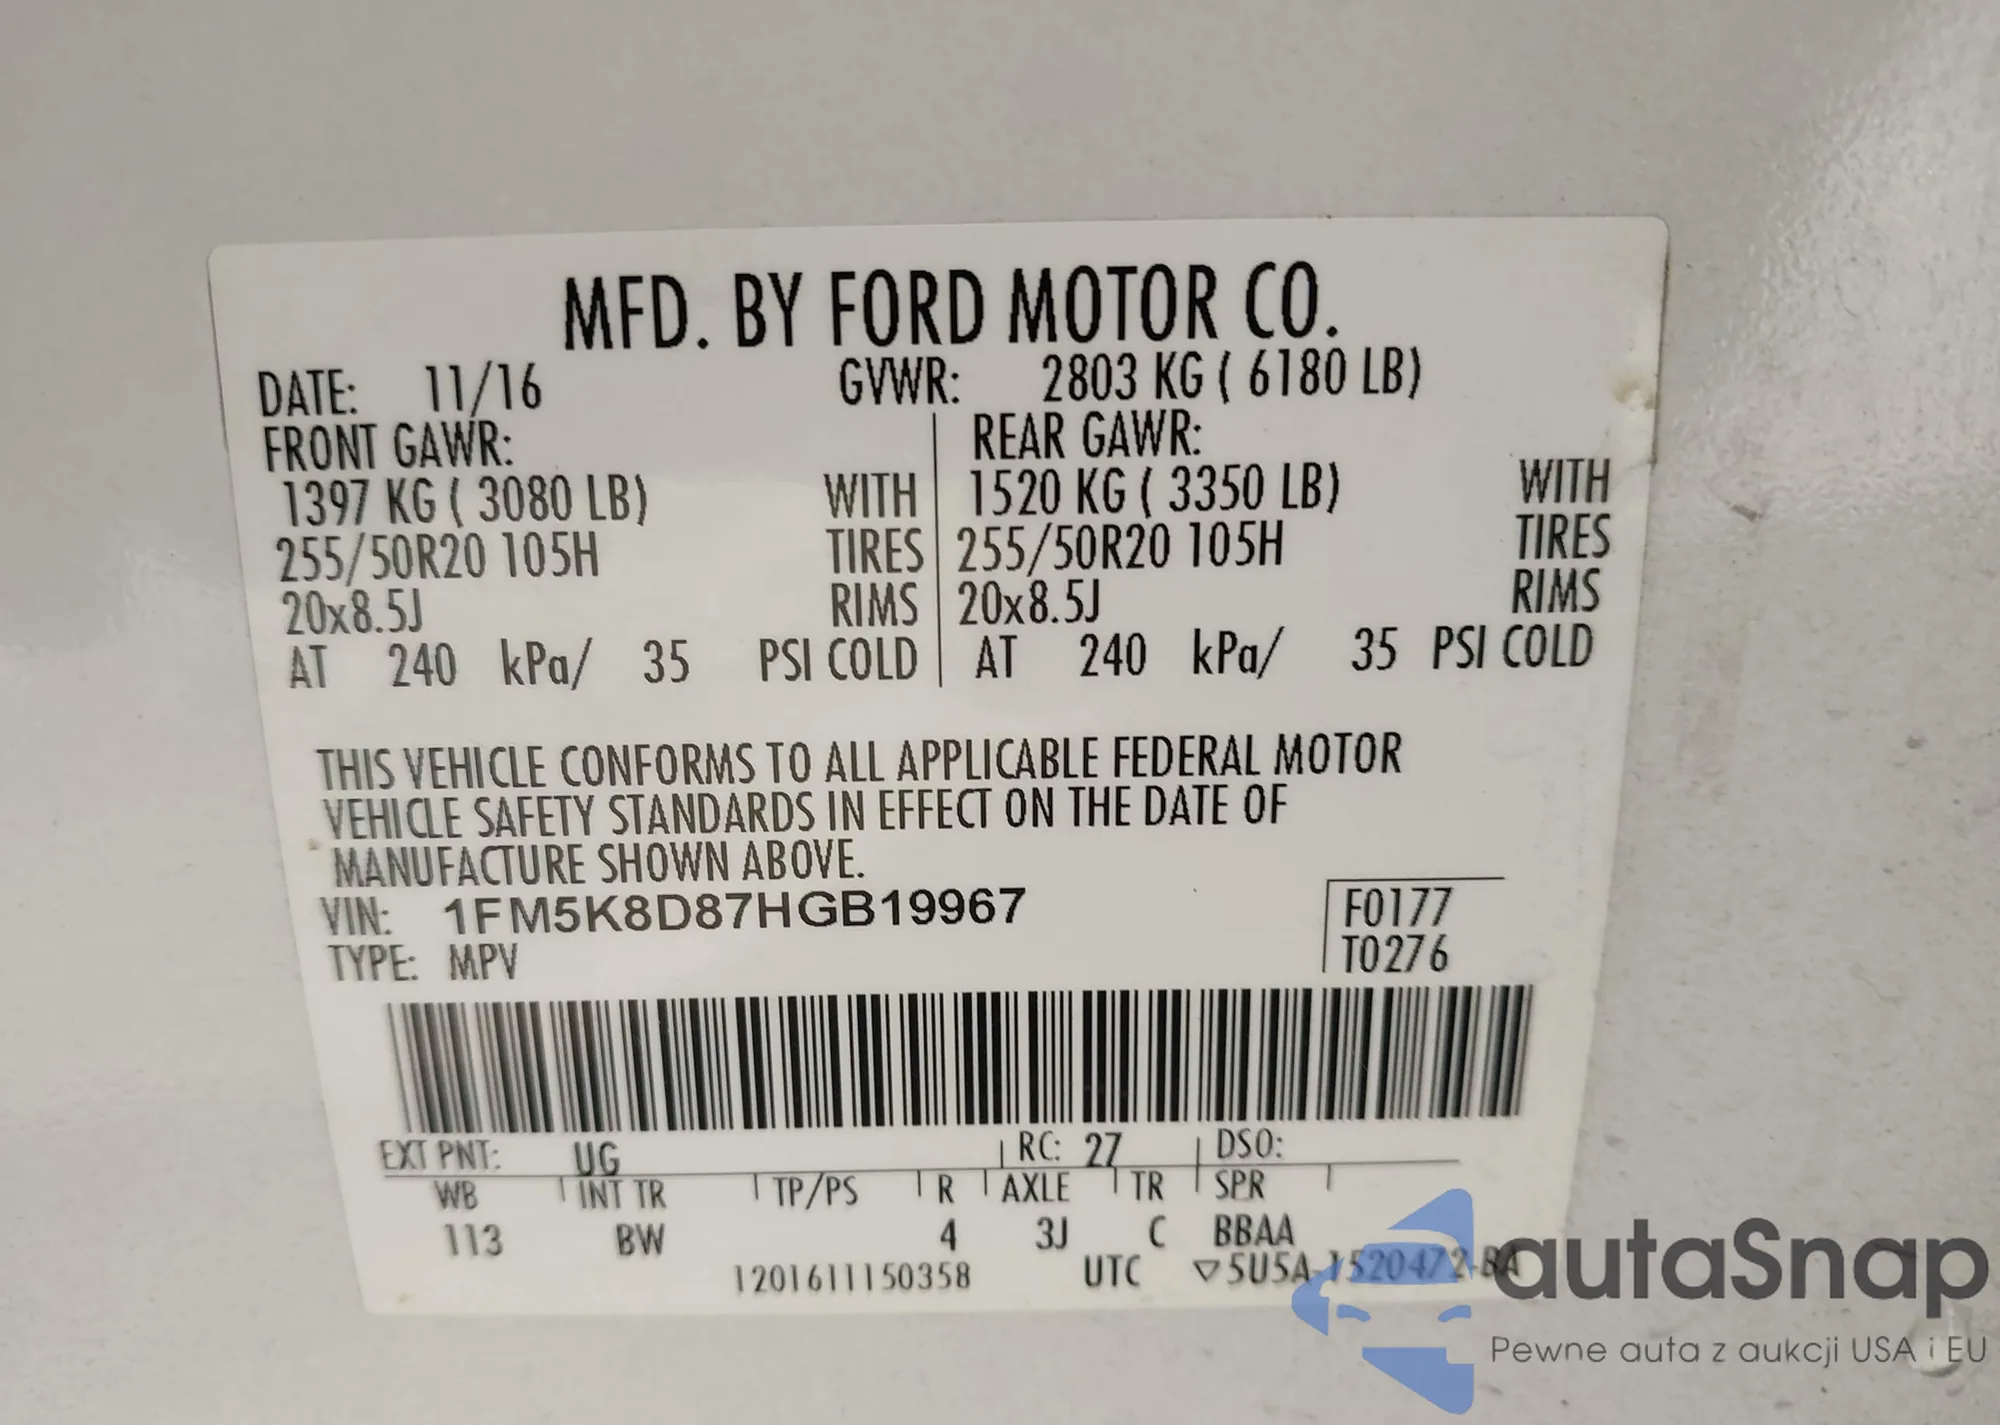 MFD. BY FORD MOTOR CO.
DATE: 11/16 GVWR: 2803 KG ( 6180 LB)
FRONT GAWR: REAR GAWR:
1397 KG ( 3080 LB) WITH 1520 KG ( 3350 LB) WITH
255/50R20 105H TIRES 255/50R20 105H TIRES
20x8.5J RIMS 20x8.5J RIMS
AT 240 kPa/ 35 PSI COLD AT 240 kPa/ 35 PSI COLD
THIS VEHICLE CONFORMS TO ALL APPLICABLE FEDERAL MOTOR
VEHICLE SAFETY STANDARDS IN EFFECT ON THE DATE OF
MANUFACTURE SHOWN ABOVE.
VIN: 1FM5K8D87HGB19967 F0177
TYPE: MPV T0276
EXT PNT: UG RC: 27 DSO:
WB INT TR TP/PS R AXLE TR SPR
113 BW 4 3J C BBAA
1201611150358 UTC ▽5U5A-1520472-BA
autaSnap
Pewne auta z aukcji USA i EU